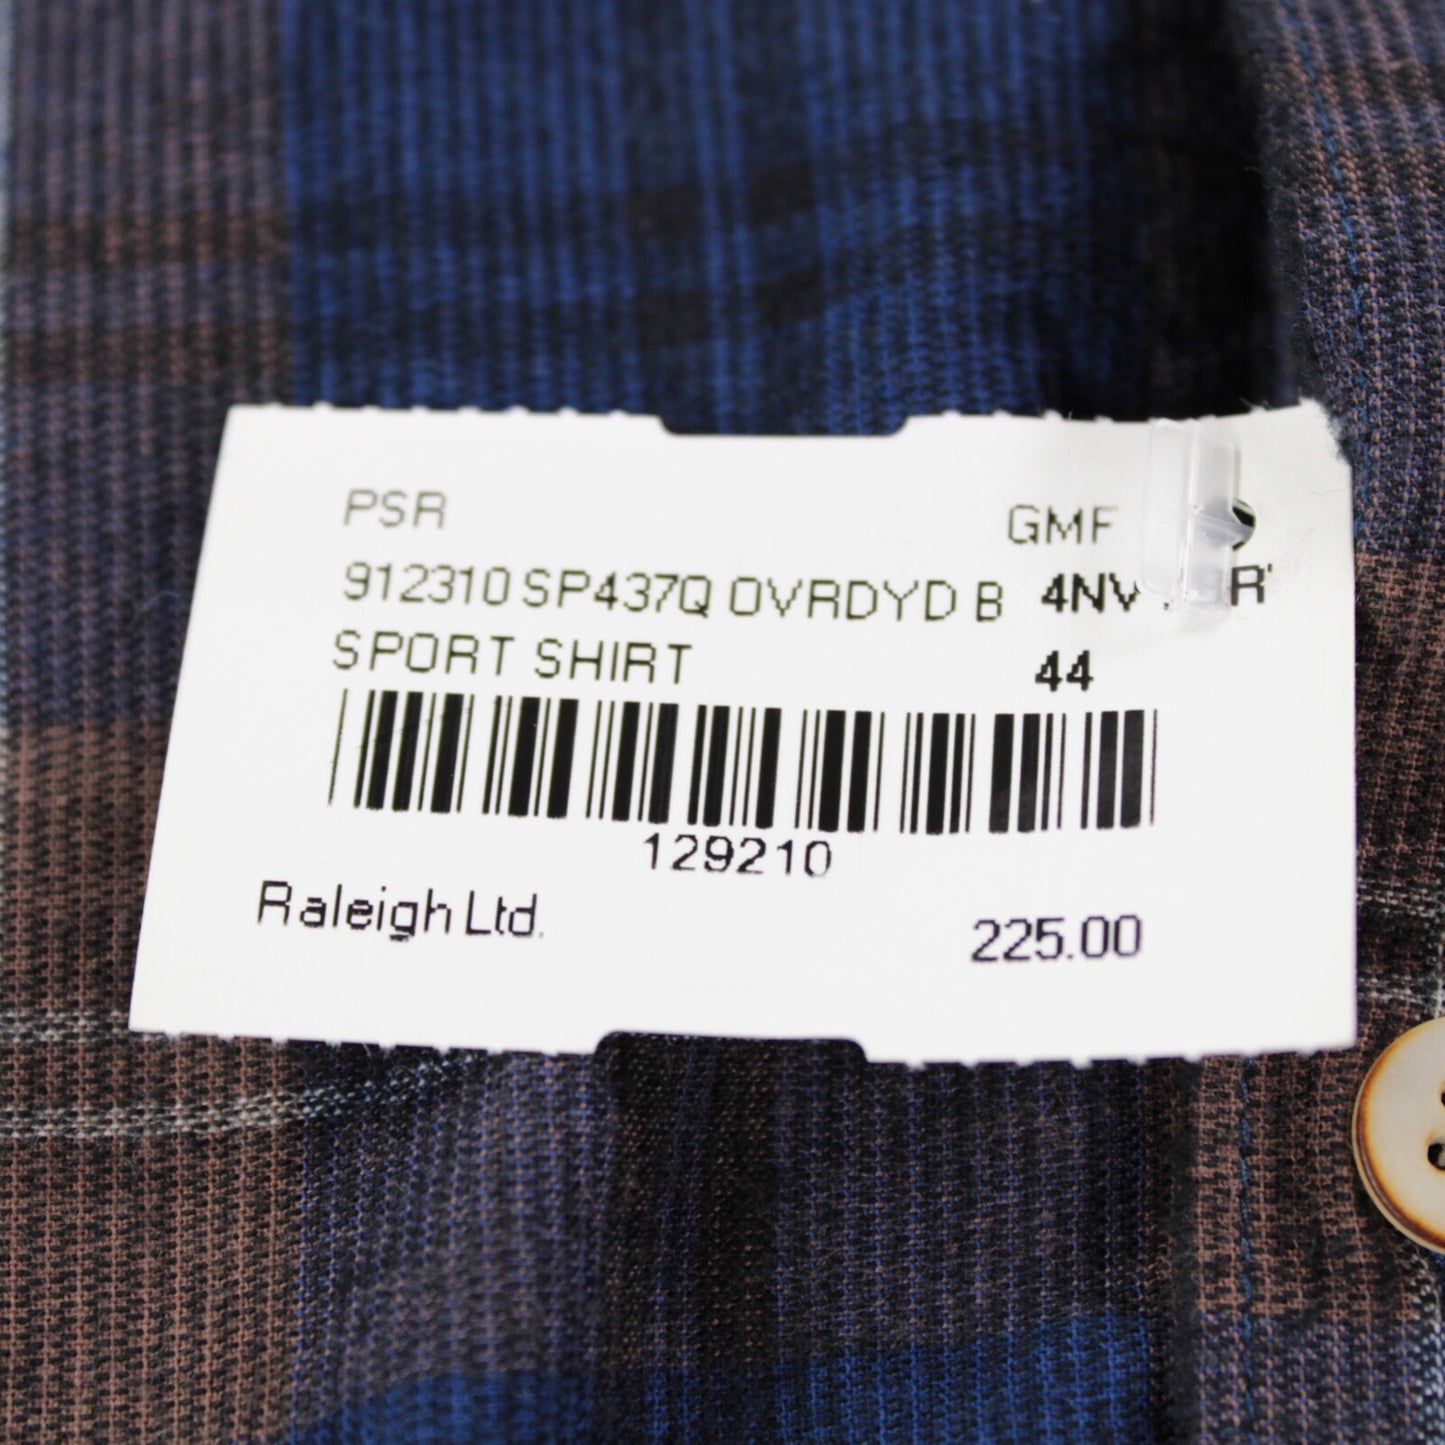 PSR GMF
912310 SP437Q OVRDYD B 4NV
SPORT SHIRT 44
129210
Raleigh Ltd. 225.00